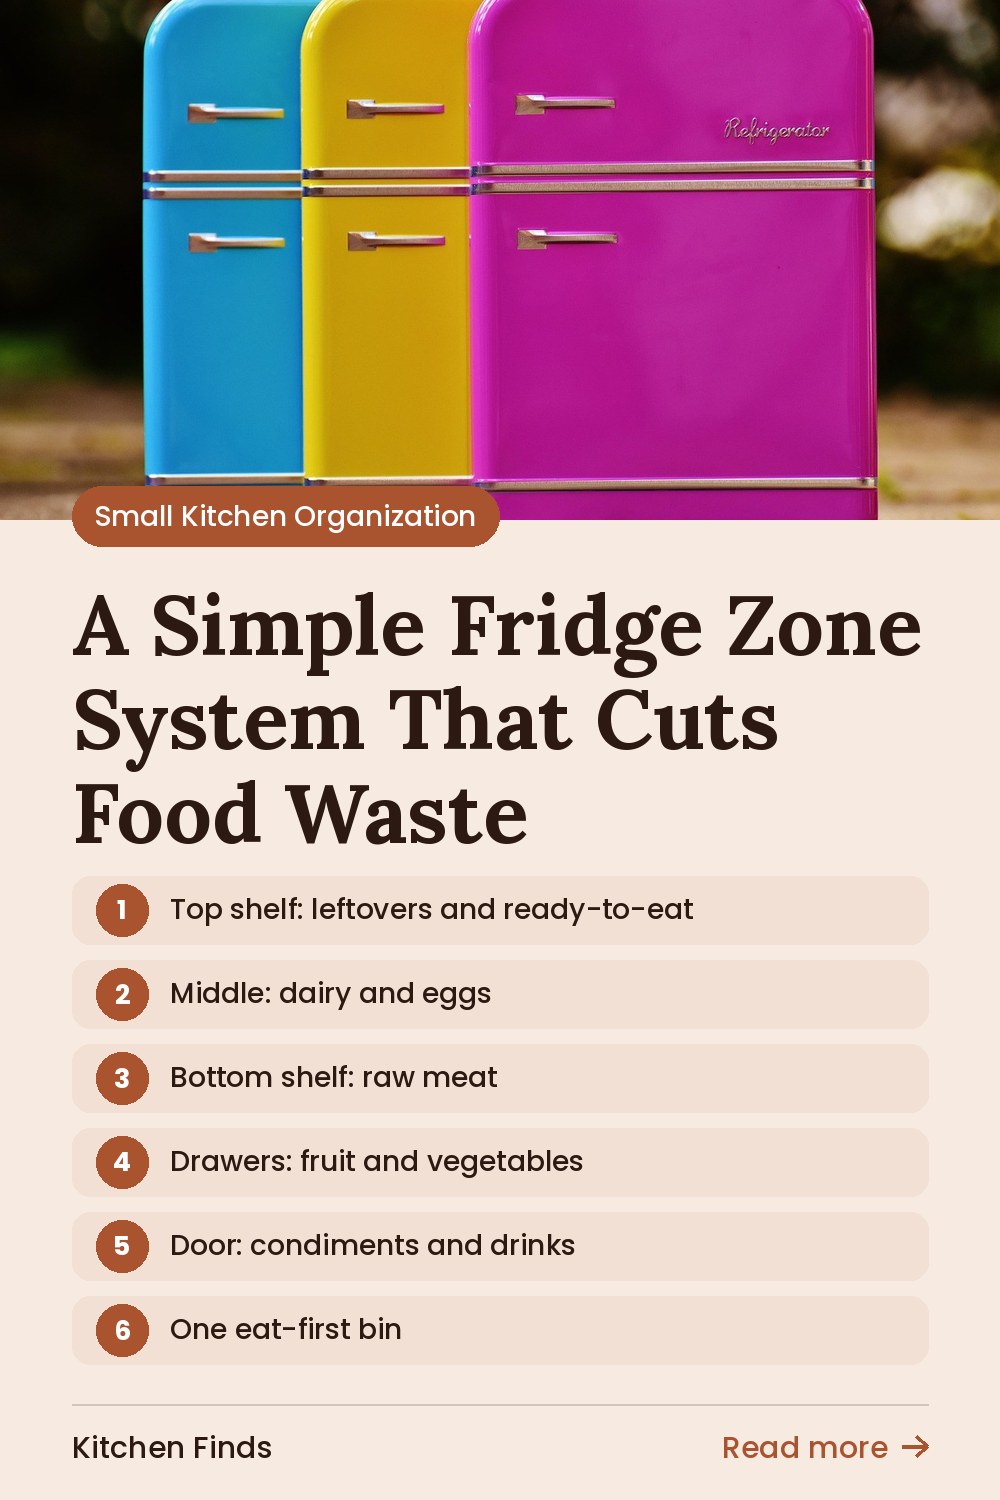 Refrigerator
Small Kitchen Organization
A Simple Fridge Zone
System That Cuts
Food Waste
1 Top shelf: leftovers and ready-to-eat
2 Middle: dairy and eggs
3 Bottom shelf: raw meat
4 Drawers: fruit and vegetables
5 Door: condiments and drinks
6 One eat-first bin
Kitchen Finds
Read more →